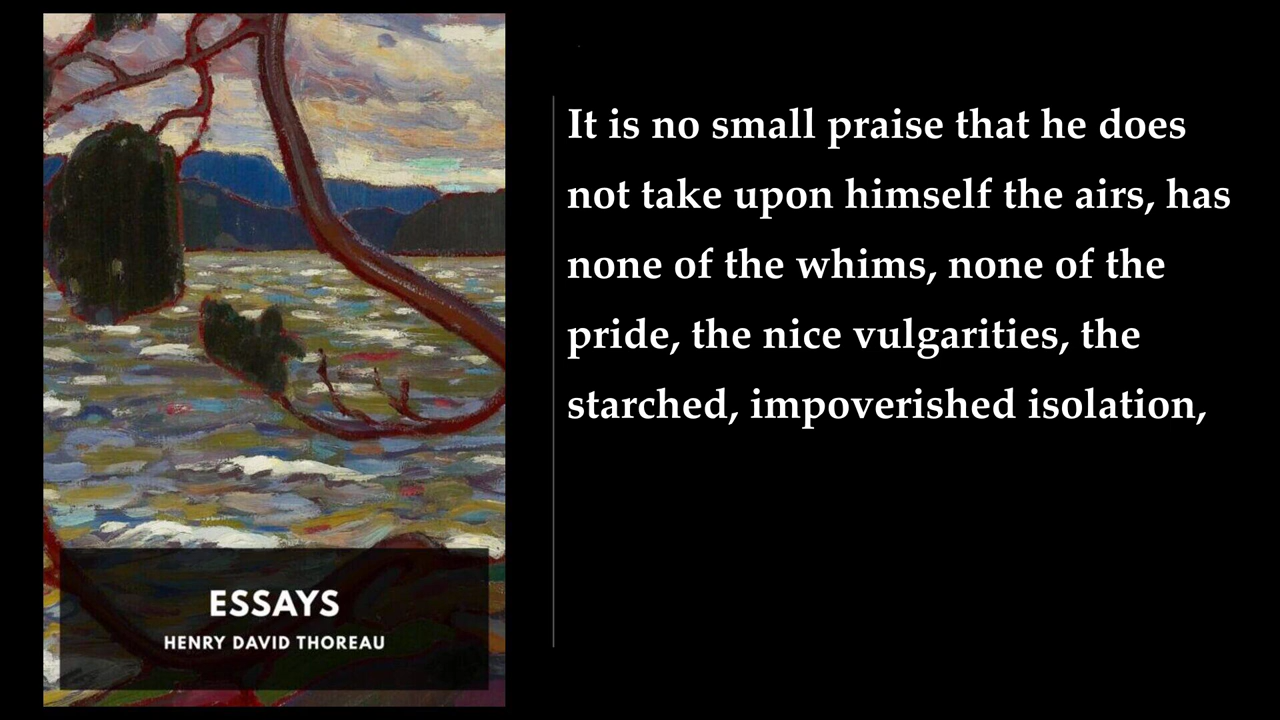 It is no small praise that he does
not take upon himself the airs, has
none of the whims, none of the
pride, the nice vulgarities, the
starched, impoverished isolation,
ESSAYS
HENRY DAVID THOREAU